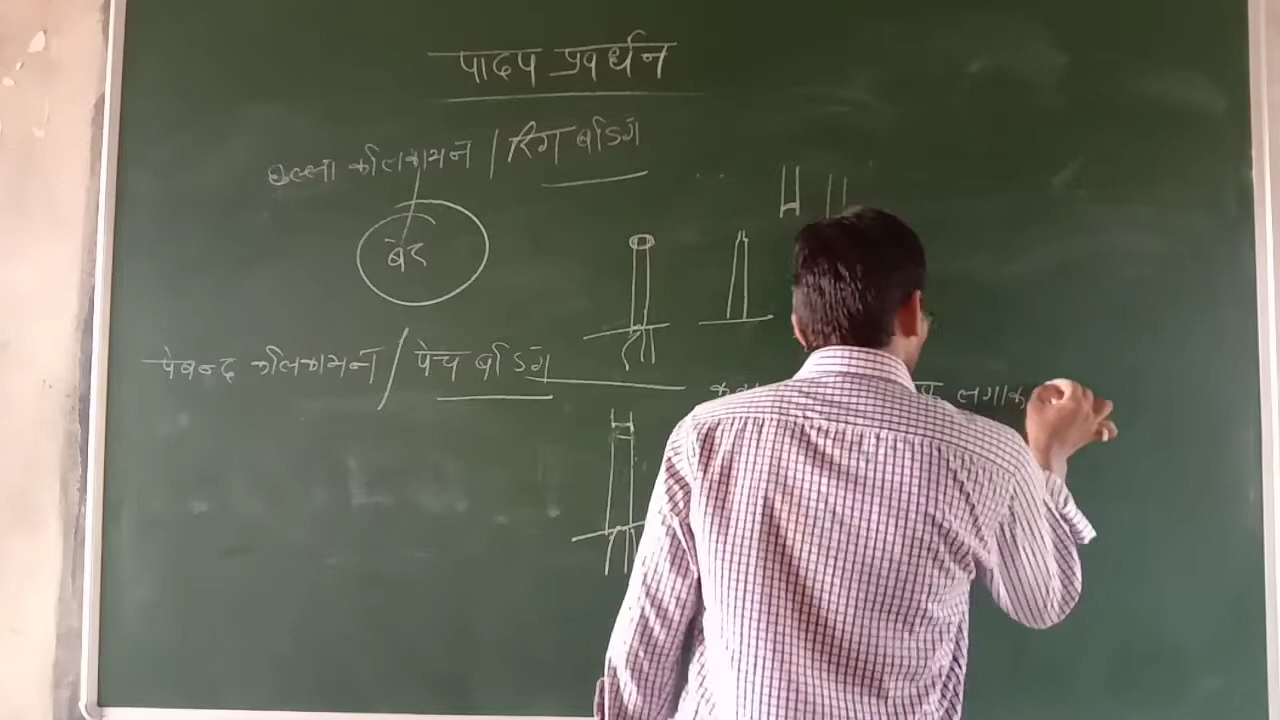 पादप प्रवर्धन
छल्ला कलिकायन / रिंग बडिंग
बेर
पेबन्द कलिकायन / पेच बडिंग
लगाक